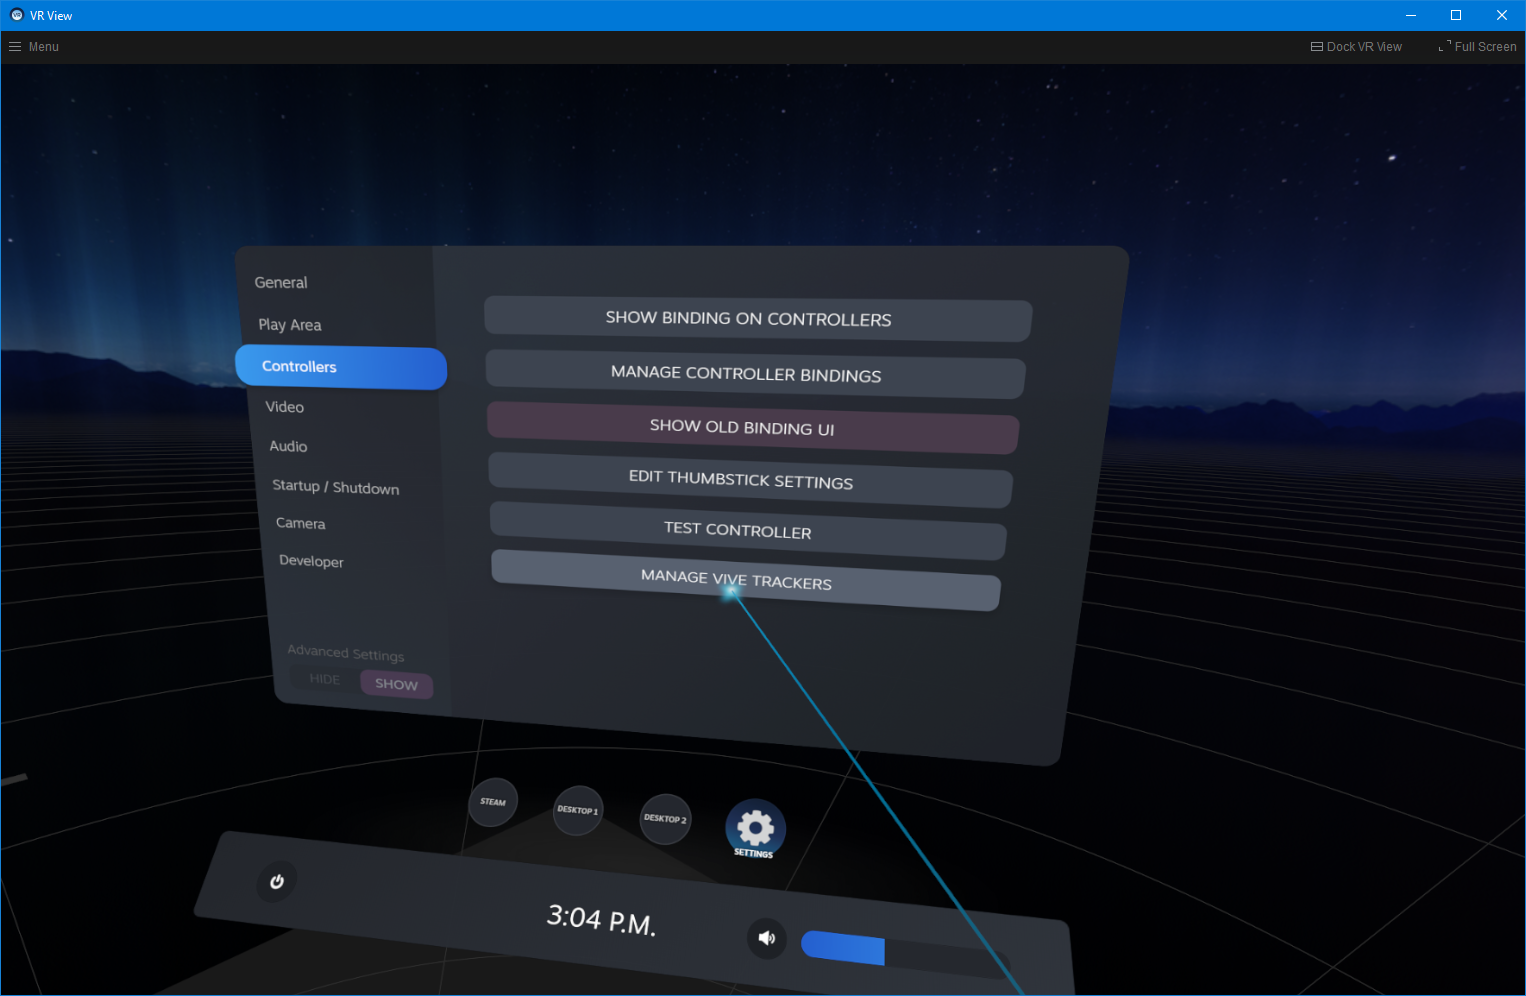 VR View
Menu
Dock VR View
Full Screen
General
Play Area
Controllers
Video
Audio
Startup / Shutdown
Camera
Developer
Advanced Settings
HIDE
SHOW
SHOW BINDING ON CONTROLLERS
MANAGE CONTROLLER BINDINGS
SHOW OLD BINDING UI
EDIT THUMBSTICK SETTINGS
TEST CONTROLLER
MANAGE VIVE TRACKERS
STEAM
DESKTOP 1
DESKTOP 2
SETTINGS
3:04 P.M.